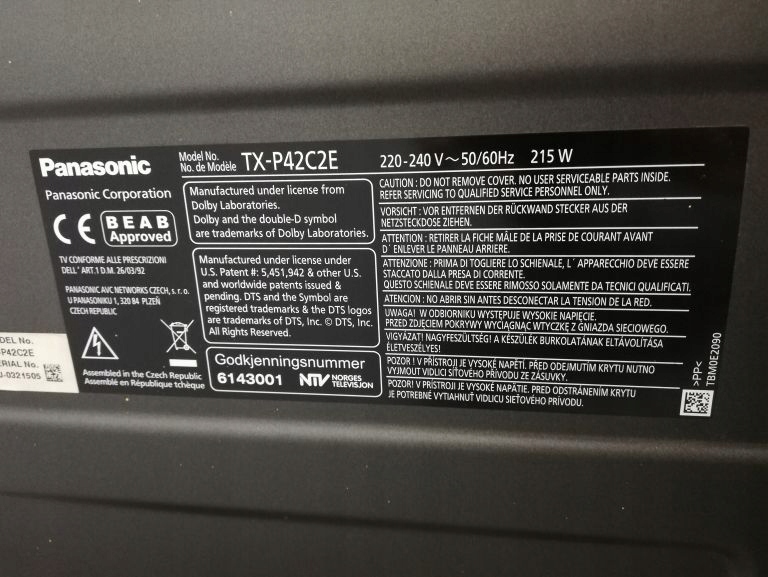 Panasonic
Model No.
No. de Modèle
TX-P42C2E
220-240 V~50/60Hz 215 W
Panasonic Corporation
CE
BEAB
Approved
TV CONFORME ALLE PRESCRIZIONI
DELL' ART.1 D.M. 26/03/92
PANASONIC AVC NETWORKS CZECH, s. r. o.
U PANASONIKU 1, 320 84 PLZEŇ
CZECH REPUBLIC
Assembled in the Czech Republic
Assemblé en République tchèque
Manufactured under license from
Dolby Laboratories.
Dolby and the double-D symbol
are trademarks of Dolby Laboratories.
Manufactured under license under
U.S. Patent #: 5,451,942 & other U.S.
and worldwide patents issued &
pending. DTS and the Symbol are
registered trademarks & the DTS logos
are trademarks of DTS, Inc. © DTS, Inc.
All Rights Reserved.
Godkjenningsnummer
6143001 NTV NORGES
TELEVISJON
CAUTION : DO NOT REMOVE COVER. NO USER SERVICEABLE PARTS INSIDE.
REFER SERVICING TO QUALIFIED SERVICE PERSONNEL ONLY.
VORSICHT : VOR ENTFERNEN DER RÜCKWAND STECKER AUS DER
NETZSTECKDOSE ZIEHEN.
ATTENTION : RETIRER LA FICHE MÂLE DE LA PRISE DE COURANT AVANT
D' ENLEVER LE PANNEAU ARRIERE.
ATTENZIONE : PRIMA DI TOGLIERE LO SCHIENALE, L' APPARECCHIO DEVE ESSERE
STACCATO DALLA PRESA DI CORRENTE.
QUESTO SCHIENALE DEVE ESSERE RIMOSSO SOLAMENTE DA TECNICI QUALIFICATI.
ATENCION : NO ABRIR SIN ANTES DESCONECTAR LA TENSION DE LA RED.
UWAGA! W ODBIORNIKU WYSTĘPUJE WYSOKIE NAPIĘCIE.
PRZED ZDJĘCIEM POKRYWY WYCIĄGNĄĆ WTYCZKĘ Z GNIAZDA SIECIOWEGO.
VIGYÁZAT! NAGYFESZÜLTSÉG! A KÉSZÜLÉK BURKOLATÁNAK ELTÁVOLÍTÁSA
ÉLETVESZÉLYES!
POZOR ! V PŘÍSTROJI JE VYSOKÉ NAPĚTÍ. PŘED ODEJMUTÍM KRYTU NUTNO
VYJMOUT VIDLICI SÍŤOVÉHO PŘÍVODU ZE ZÁSUVKY.
POZOR ! V PRÍSTROJI JE VYSOKÉ NAPÄTIE. PRED ODSTRÁNENÍM KRYTU
JE POTREBNÉ VYTIAHNUŤ VIDLICU SIEŤOVÉHO PRÍVODU.
>PP<
TBM0E2090
DEL No.
P42C2E
ERIAL No.
-0321505